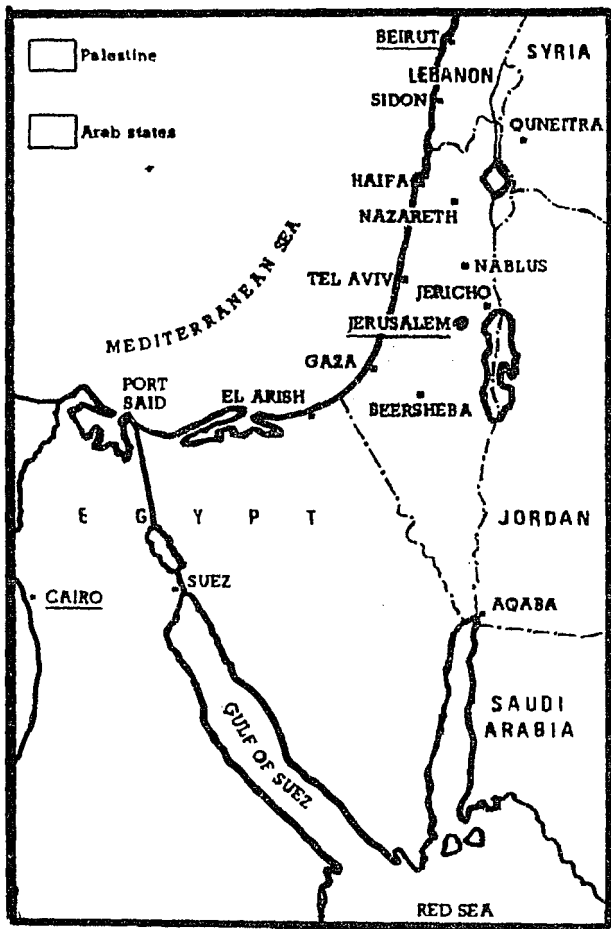 Palestine
Arab states
BEIRUT
SYRIA
LEBANON
SIDON
QUNEITRA
HAIFA
NAZARETH
MEDITERRANEAN SEA
NABLUS
TEL AVIV
JERICHO
JERUSALEM
GAZA
PORT
SAID
EL ARISH
BEERSHEBA
EGYPT
JORDAN
CAIRO
SUEZ
AQABA
GULF OF SUEZ
SAUDI
ARABIA
RED SEA